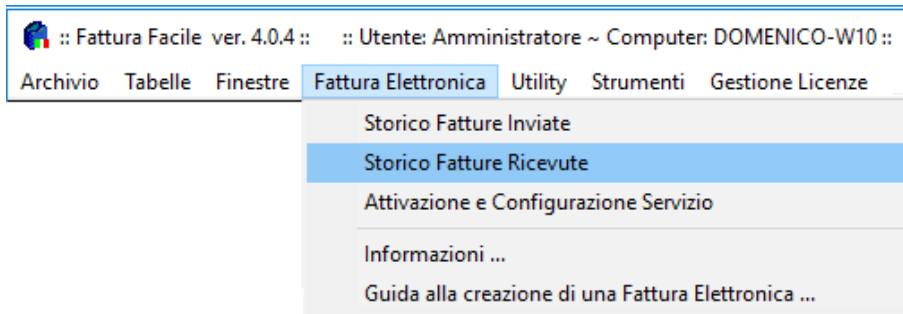 :: Fattura Facile ver. 4.0.4 :: :: Utente: Amministratore ~ Computer: DOMENICO-W10 ::
Archivio Tabelle Finestre Fattura Elettronica Utility Strumenti Gestione Licenze
Storico Fatture Inviate
Storico Fatture Ricevute
Attivazione e Configurazione Servizio
Informazioni ...
Guida alla creazione di una Fattura Elettronica ...